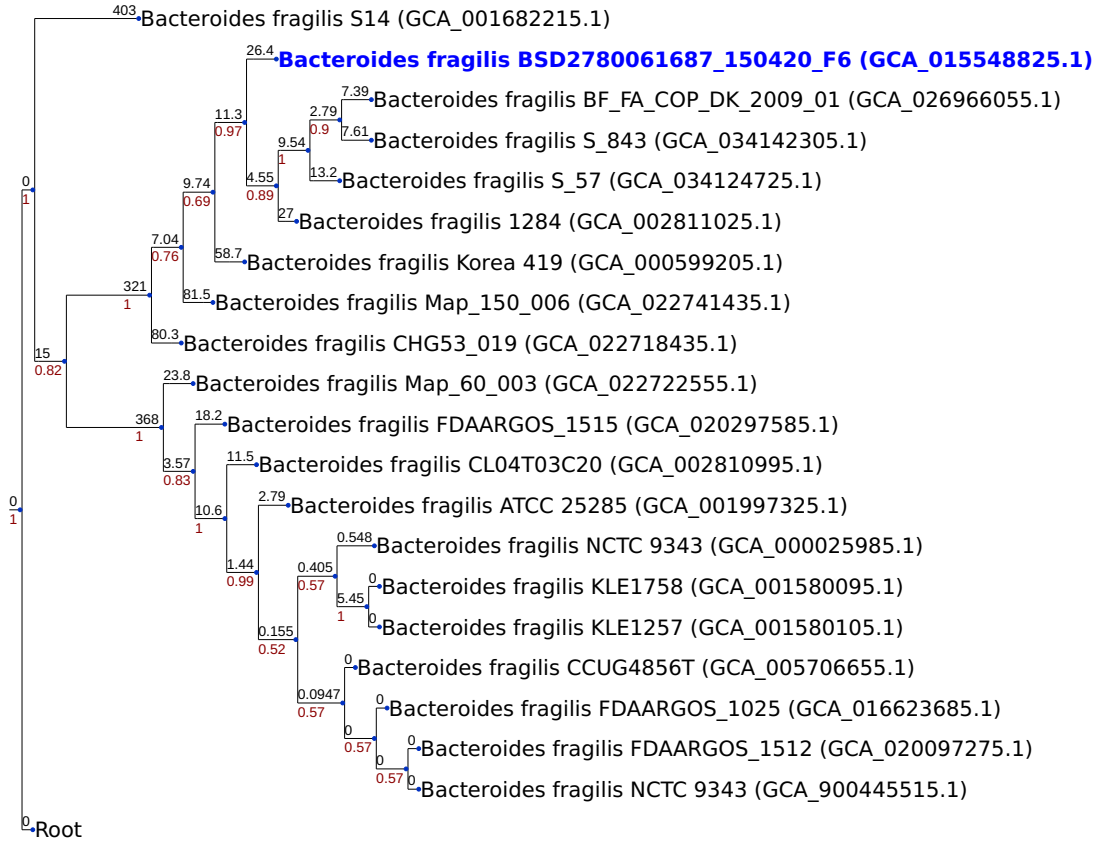 403 Bacteroides fragilis S14 (GCA_001682215.1)
26.4 Bacteroides fragilis BSD2780061687_150420_F6 (GCA_015548825.1)
7.39 Bacteroides fragilis BF_FA_COP_DK_2009_01 (GCA_026966055.1)
2.79
11.3
0.9
0.97
7.61 Bacteroides fragilis S_843 (GCA_034142305.1)
9.54
1
13.2 Bacteroides fragilis S_57 (GCA_034124725.1)
4.55
0.89
0
1
9.74
0.69
27 Bacteroides fragilis 1284 (GCA_002811025.1)
7.04
0.76
58.7 Bacteroides fragilis Korea 419 (GCA_000599205.1)
321
1
81.5 Bacteroides fragilis Map_150_006 (GCA_022741435.1)
80.3 Bacteroides fragilis CHG53_019 (GCA_022718435.1)
15
0.82
23.8 Bacteroides fragilis Map_60_003 (GCA_022722555.1)
368
1
18.2 Bacteroides fragilis FDAARGOS_1515 (GCA_020297585.1)
3.57
0.83
11.5 Bacteroides fragilis CL04T03C20 (GCA_002810995.1)
2.79 Bacteroides fragilis ATCC 25285 (GCA_001997325.1)
0
1
10.6
1
0.548 Bacteroides fragilis NCTC 9343 (GCA_000025985.1)
1.44
0.99
0.405
0.57
0 Bacteroides fragilis KLE1758 (GCA_001580095.1)
5.45
1
0 Bacteroides fragilis KLE1257 (GCA_001580105.1)
0.155
0.52
0 Bacteroides fragilis CCUG4856T (GCA_005706655.1)
0.0947
0.57
0 Bacteroides fragilis FDAARGOS_1025 (GCA_016623685.1)
0
0.57
0 Bacteroides fragilis FDAARGOS_1512 (GCA_020097275.1)
0
0.57
0 Bacteroides fragilis NCTC 9343 (GCA_900445515.1)
0 Root